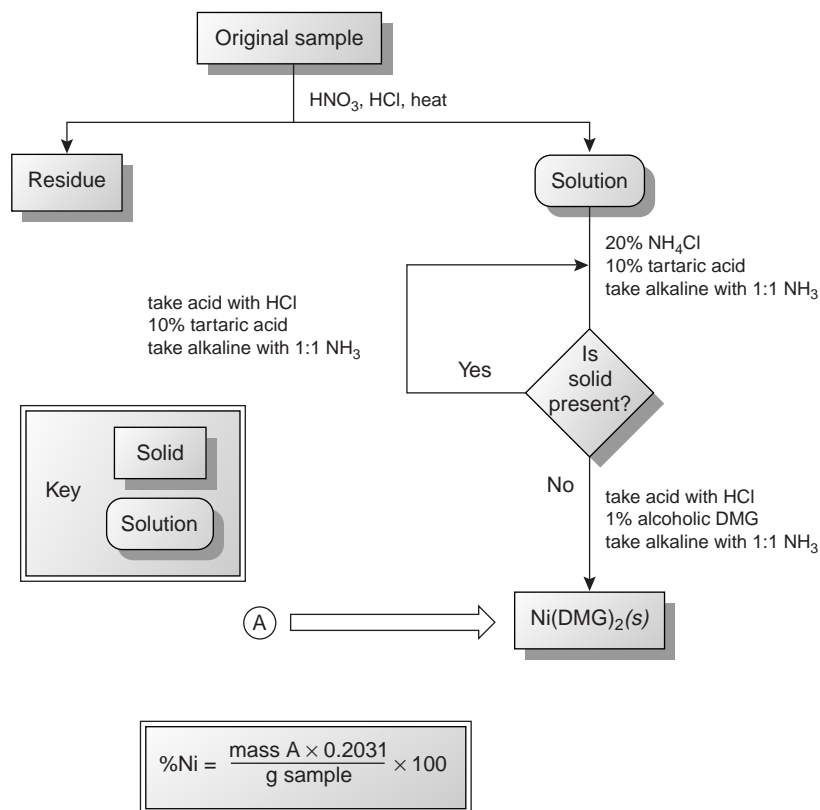 Original sample
HNO₃, HCl, heat
Residue
Solution
20% NH₄Cl
10% tartaric acid
take alkaline with 1:1 NH₃
take acid with HCl
10% tartaric acid
take alkaline with 1:1 NH₃
Yes
Is
solid
present?
Key
Solid
Solution
No
take acid with HCl
1% alcoholic DMG
take alkaline with 1:1 NH₃
A
Ni(DMG)₂(s)
%Ni = mass A × 0.2031 / g sample × 100